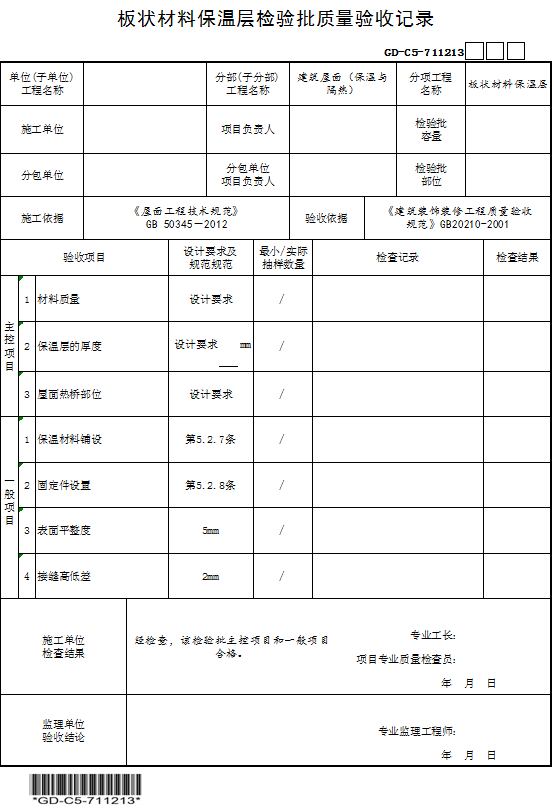 板状材料保温层检验批质量验收记录
GD-C5-711213
单位(子单位)
工程名称
分部(子分部)
工程名称
建筑屋面（保温与
隔热）
分项工程
名称
板状材料保温层
施工单位
项目负责人
检验批
容量
分包单位
分包单位
项目负责人
检验批
部位
施工依据
《屋面工程技术规范》
GB 50345－2012
验收依据
《建筑装饰装修工程质量验收
规范》GB20210-2001
验收项目
设计要求及
规范规范
最小/实际
抽样数量
检查记录
检查结果
主控项目
1 材料质量 设计要求 /
2 保温层的厚度 设计要求 mm /
3 屋面热桥部位 设计要求 /
一般项目
1 保温材料铺设 第5.2.7条 /
2 固定件设置 第5.2.8条 /
3 表面平整度 5mm /
4 接缝高低差 2mm /
施工单位
检查结果
经检查，该检验批主控项目和一般项目
合格。
专业工长：
项目专业质量检查员：
年 月 日
监理单位
验收结论
专业监理工程师：
年 月 日
*GD-C5-711213*